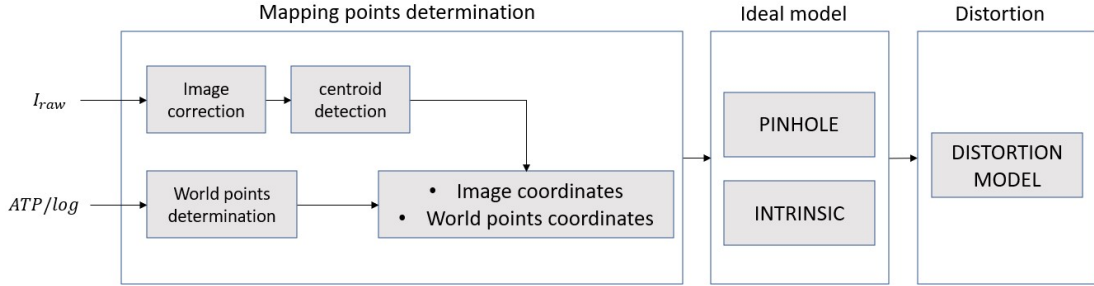 Mapping points determination
Ideal model
Distortion
I_raw
Image
correction
centroid
detection
PINHOLE
DISTORTION
MODEL
ATP/log
World points
determination
• Image coordinates
• World points coordinates
INTRINSIC